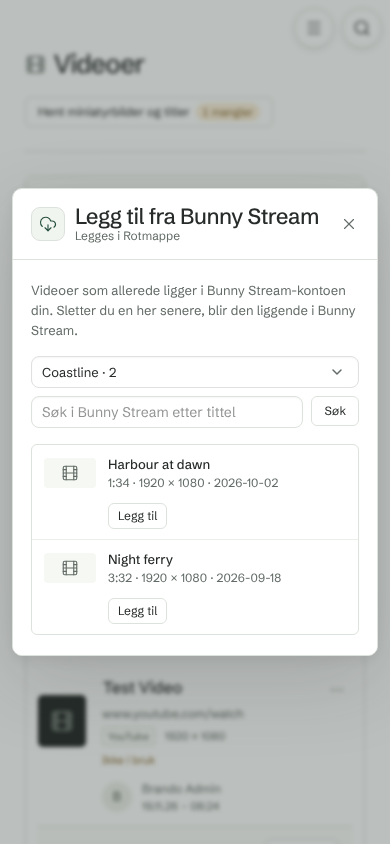 Videoer
Hent miniatyrbilder og titler
Legg til fra Bunny Stream
Legges i Rotmappe
Videoer som allerede ligger i Bunny Stream-kontoen
din. Sletter du en her senere, blir den liggende i Bunny
Stream.
Coastline · 2
Søk i Bunny Stream etter tittel
Søk
Harbour at dawn
1:34 · 1920 × 1080 · 2026-10-02
Legg til
Night ferry
3:32 · 1920 × 1080 · 2026-09-18
Legg til
Test Video
www.youtube.com/watch
YouTube 1920 × 1080
Ikke i bruk
Brando Admin